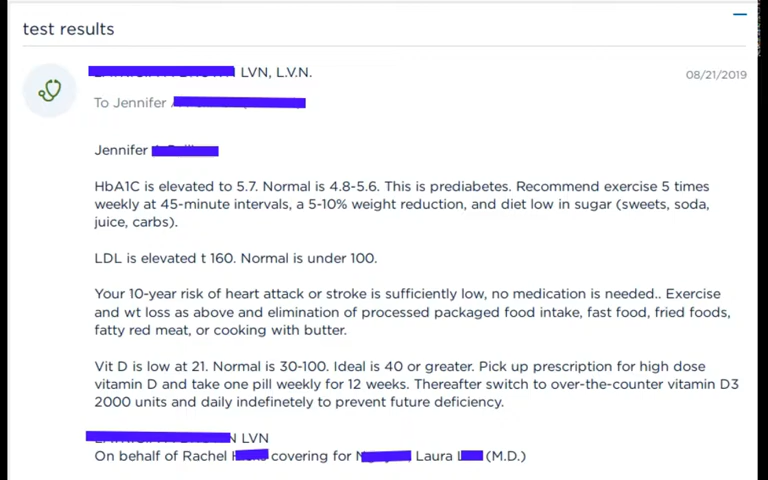 test results
LVN, L.V.N.
08/21/2019
To Jennifer
Jennifer
HbA1C is elevated to 5.7. Normal is 4.8-5.6. This is prediabetes. Recommend exercise 5 times
weekly at 45-minute intervals, a 5-10% weight reduction, and diet low in sugar (sweets, soda,
juice, carbs).
LDL is elevated t 160. Normal is under 100.
Your 10-year risk of heart attack or stroke is sufficiently low, no medication is needed.. Exercise
and wt loss as above and elimination of processed packaged food intake, fast food, fried foods,
fatty red meat, or cooking with butter.
Vit D is low at 21. Normal is 30-100. Ideal is 40 or greater. Pick up prescription for high dose
vitamin D and take one pill weekly for 12 weeks. Thereafter switch to over-the-counter vitamin D3
2000 units and daily indefinetely to prevent future deficiency.
LVN
On behalf of Rachel covering for Laura (M.D.)